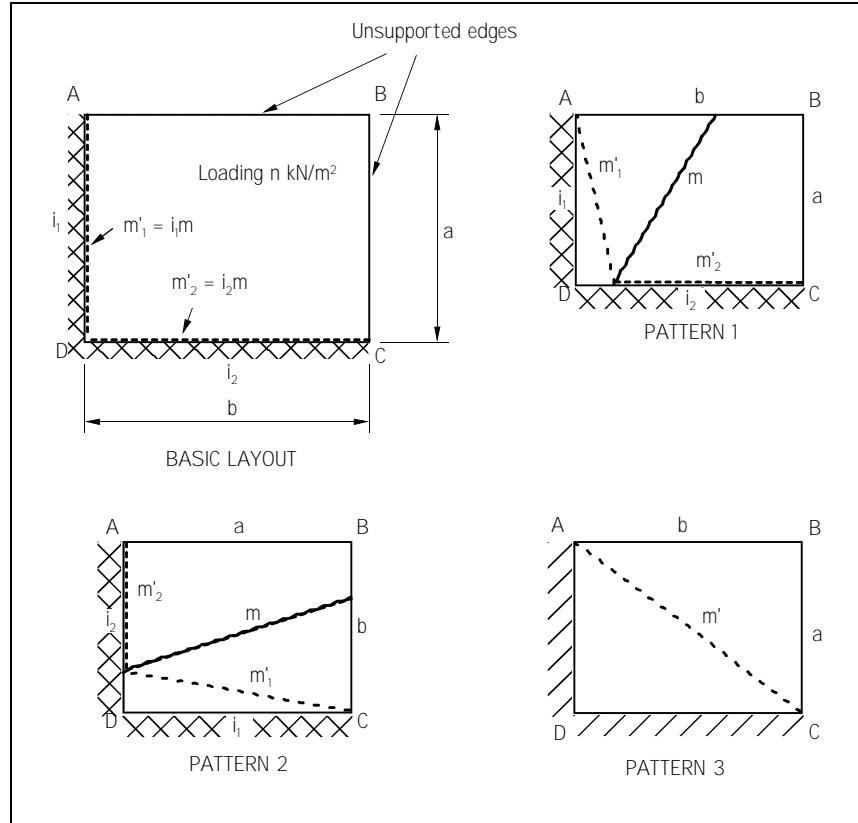 Unsupported edges
A
B
Loading n kN/m²
i₁
m'₁ = i₁m
m'₂ = i₂m
a
D
C
i₂
b
BASIC LAYOUT
A
b
B
m'₁
m
i₁
a
m'₂
D
i₂
C
PATTERN 1
A
a
B
m'₂
i₂
m
b
m'₁
D
i₁
C
PATTERN 2
A
b
B
m'
a
D
C
PATTERN 3